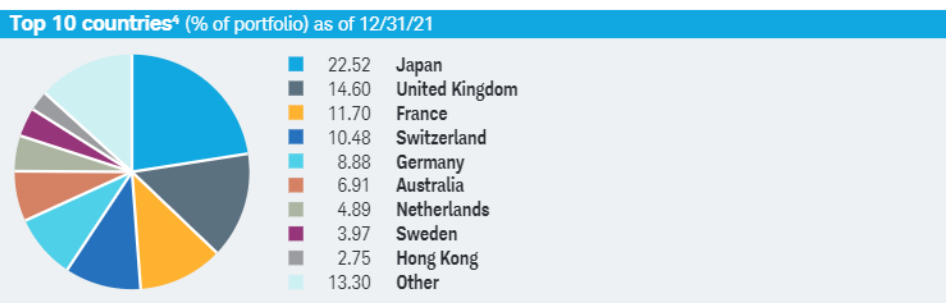 Top 10 countries⁴ (% of portfolio) as of 12/31/21
22.52 Japan
14.60 United Kingdom
11.70 France
10.48 Switzerland
8.88 Germany
6.91 Australia
4.89 Netherlands
3.97 Sweden
2.75 Hong Kong
13.30 Other